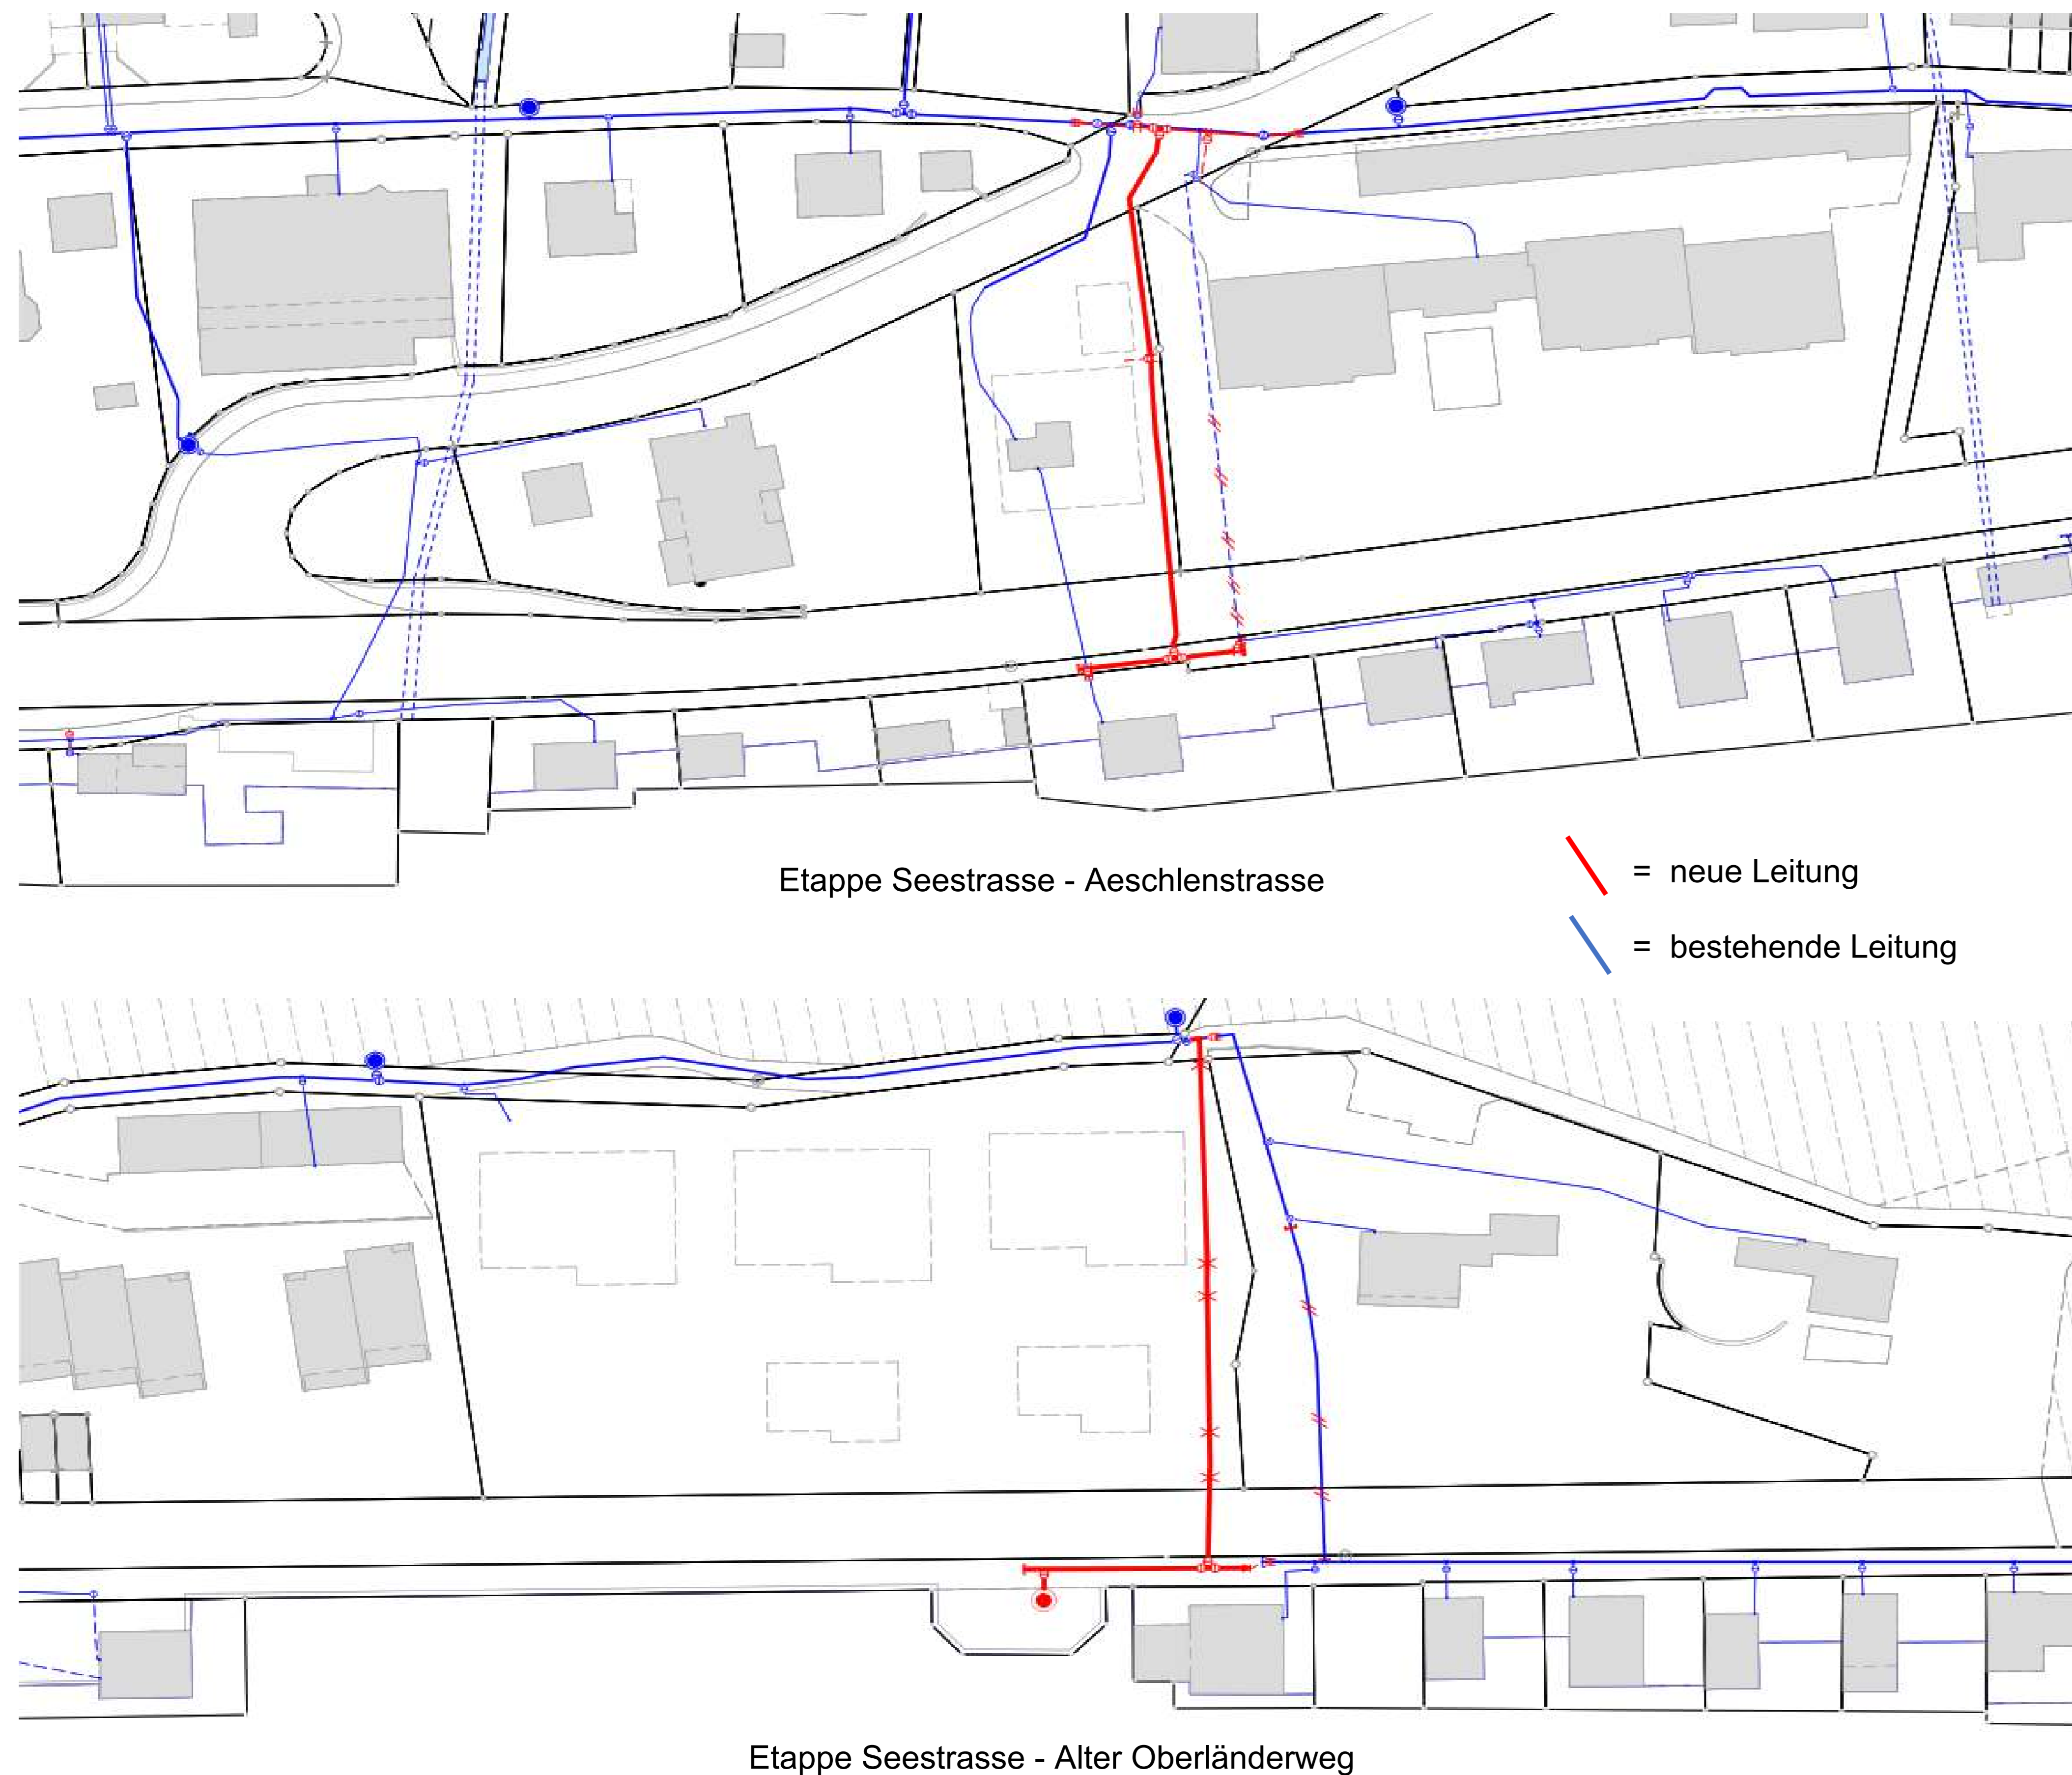 Etappe Seestrasse - Aeschlenstrasse
= neue Leitung
= bestehende Leitung
Etappe Seestrasse - Alter Oberländerweg